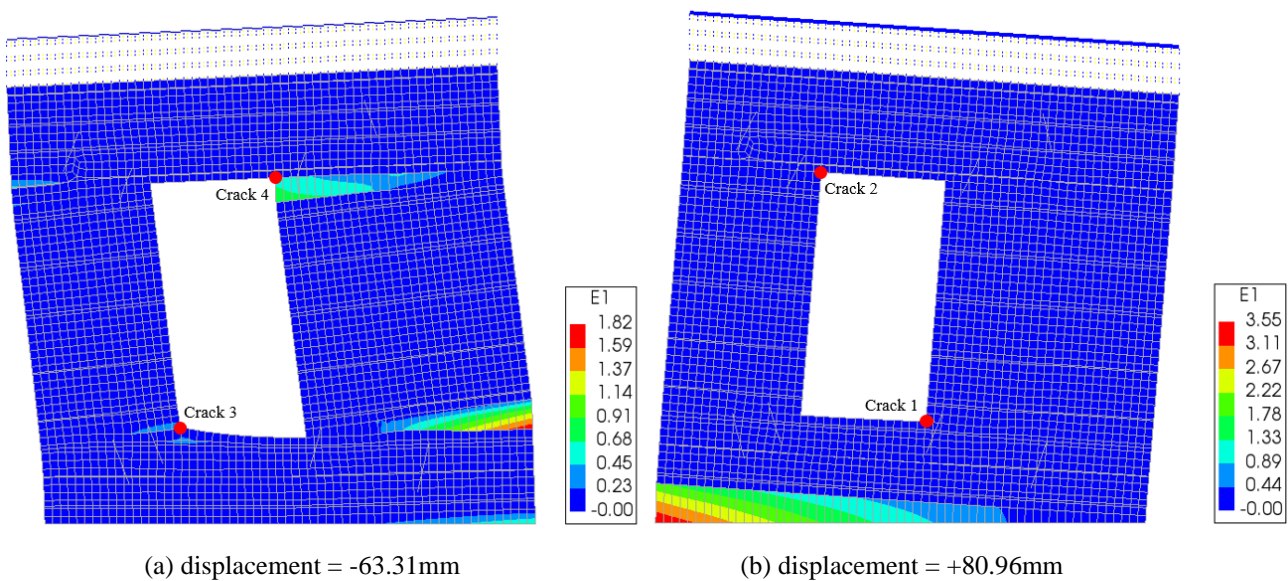 Crack 4
Crack 3
E1
1.82
1.59
1.37
1.14
0.91
0.68
0.45
0.23
-0.00
Crack 2
Crack 1
E1
3.55
3.11
2.67
2.22
1.78
1.33
0.89
0.44
0.00
(a) displacement = -63.31mm
(b) displacement = +80.96mm